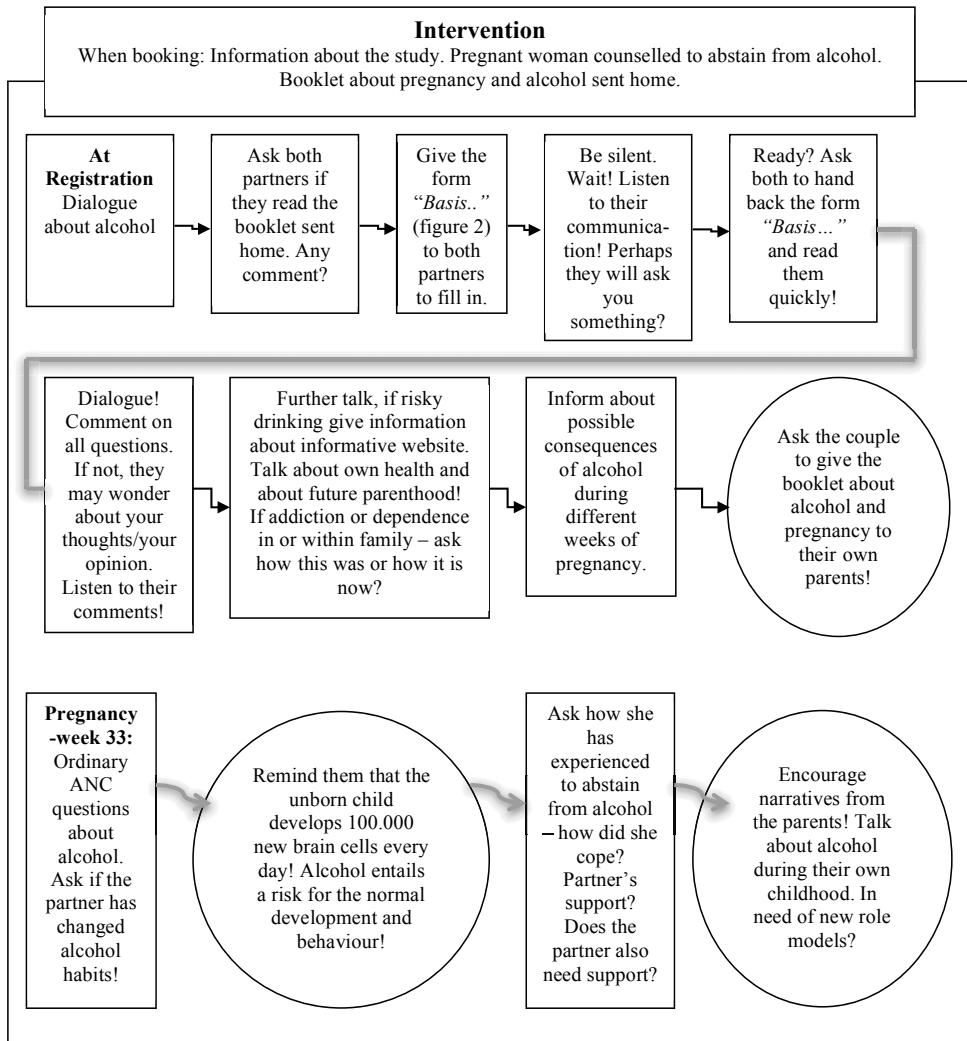 Intervention
When booking: Information about the study. Pregnant woman counselled to abstain from alcohol.
Booklet about pregnancy and alcohol sent home.
At
Registration
Dialogue
about alcohol
Ask both
partners if
they read the
booklet sent
home. Any
comment?
Give the
form
“Basis..”
(figure 2)
to both
partners
to fill in.
Be silent.
Wait! Listen
to their
communica-
tion! Perhaps
they will ask
you
something?
Ready? Ask
both to hand
back the form
“Basis…”
and read
them
quickly!
Dialogue!
Comment on
all questions.
If not, they
may wonder
about your
thoughts/your
opinion.
Listen to their
comments!
Further talk, if risky
drinking give information
about informative website.
Talk about own health and
about future parenthood!
If addiction or dependence
in or within family – ask
how this was or how it is
now?
Inform about
possible
consequences
of alcohol
during
different
weeks of
pregnancy.
Ask the couple
to give the
booklet about
alcohol and
pregnancy to
their own
parents!
Pregnancy
-week 33:
Ordinary
ANC
questions
about
alcohol.
Ask if the
partner has
changed
alcohol
habits!
Remind them that the
unborn child
develops 100.000
new brain cells every
day! Alcohol entails
a risk for the normal
development and
behaviour!
Ask how she
has
experienced
to abstain
from alcohol
– how did she
cope?
Partner’s
support?
Does the
partner also
need support?
Encourage
narratives from
the parents! Talk
about alcohol
during their own
childhood. In
need of new role
models?